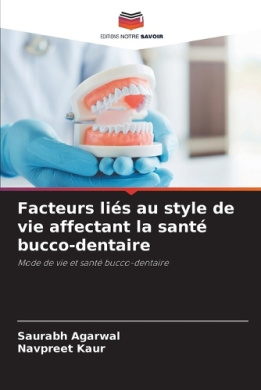 EDITIONS NOTRE SAVOIR
Facteurs liés au style de
vie affectant la santé
bucco-dentaire
Mode de vie et santé bucco-dentaire
Saurabh Agarwal
Navpreet Kaur